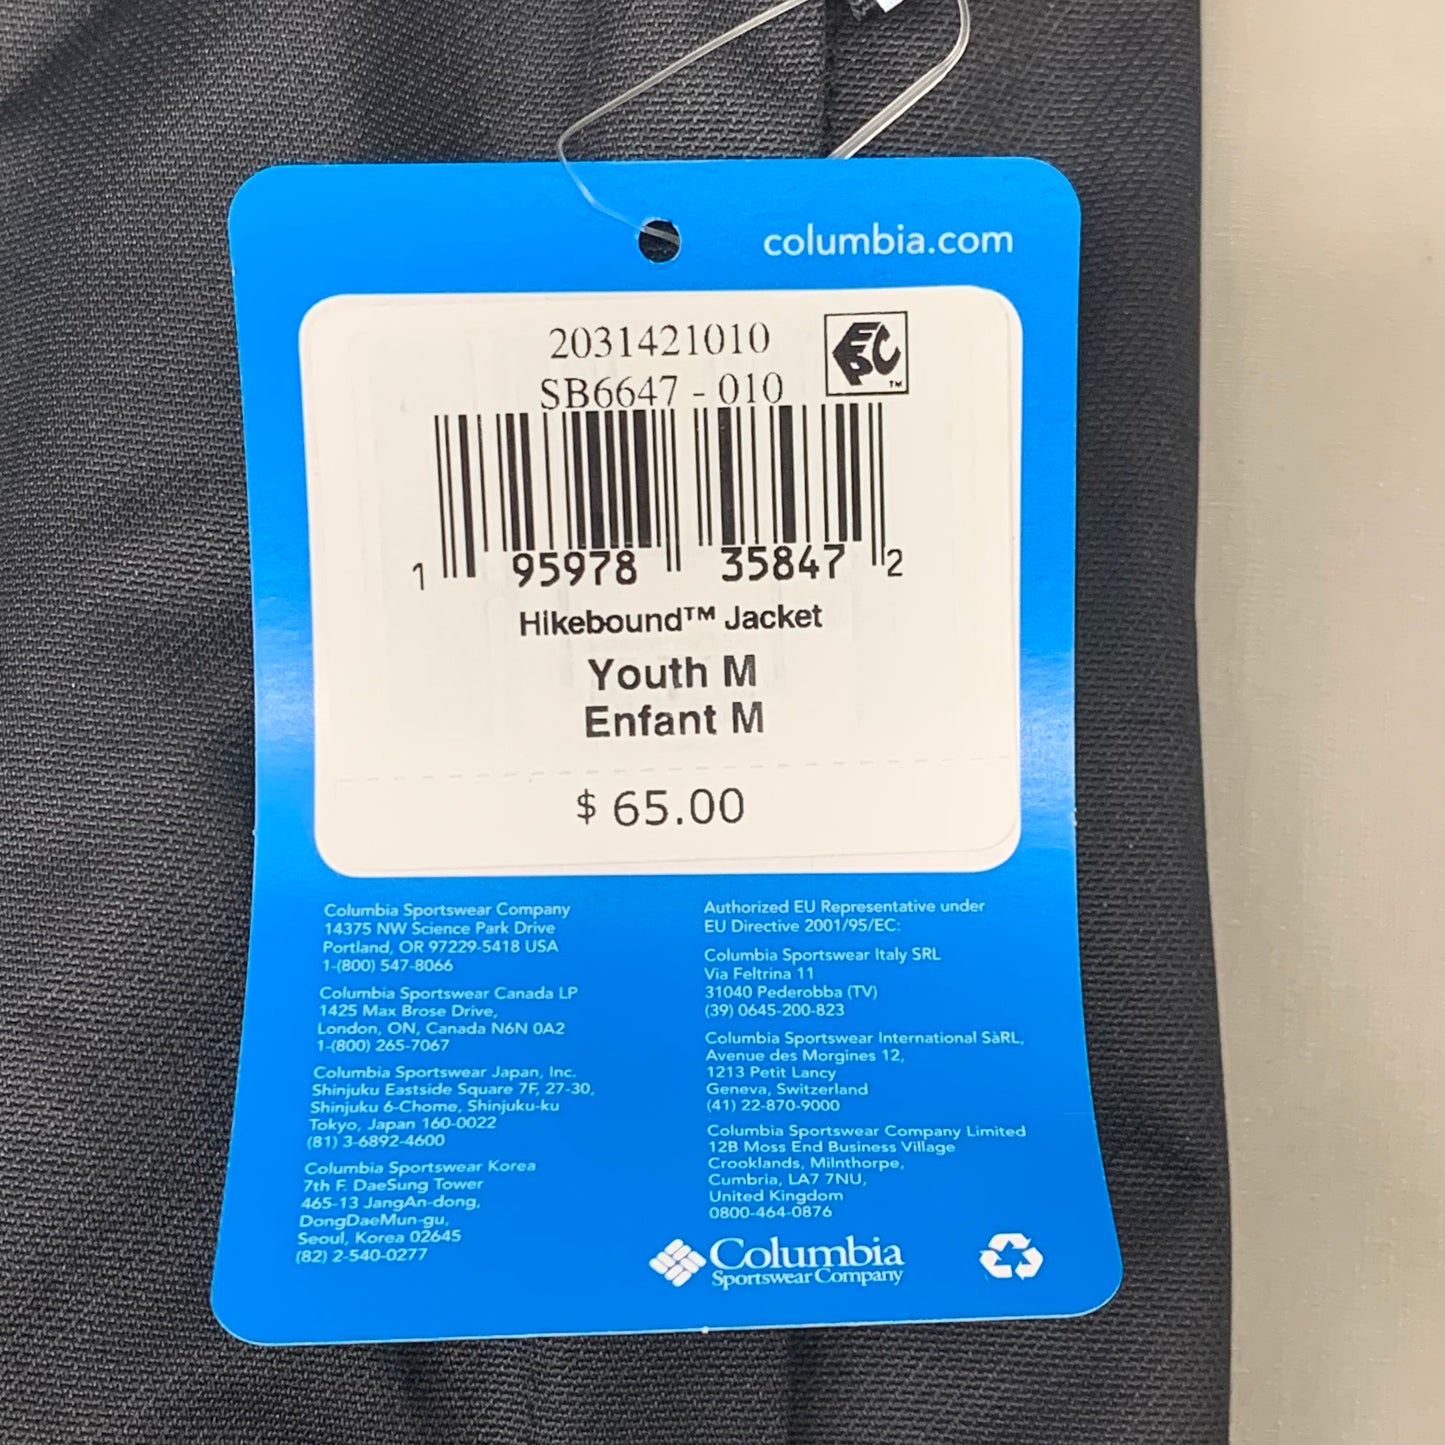 columbia.com
2031421010
SB6647 - 010
EPC™
1 95978 35847 2
Hikebound™ Jacket
Youth M
Enfant M
$ 65.00
Columbia Sportswear Company
14375 NW Science Park Drive
Portland, OR 97229-5418 USA
1-(800) 547-8066
Columbia Sportswear Canada LP
1425 Max Brose Drive,
London, ON, Canada N6N 0A2
1-(800) 265-7067
Columbia Sportswear Japan, Inc.
Shinjuku Eastside Square 7F, 27-30,
Shinjuku 6-Chome, Shinjuku-ku
Tokyo, Japan 160-0022
(81) 3-6892-4600
Columbia Sportswear Korea
7th F. DaeSung Tower
465-13 JangAn-dong,
DongDaeMun-gu,
Seoul, Korea 02645
(82) 2-540-0277
Authorized EU Representative under
EU Directive 2001/95/EC:
Columbia Sportswear Italy SRL
Via Feltrina 11
31040 Pederobba (TV)
(39) 0645-200-823
Columbia Sportswear International SàRL,
Avenue des Morgines 12,
1213 Petit Lancy
Geneva, Switzerland
(41) 22-870-9000
Columbia Sportswear Company Limited
12B Moss End Business Village
Crooklands, Milnthorpe,
Cumbria, LA7 7NU,
United Kingdom
0800-464-0876
Columbia
Sportswear Company